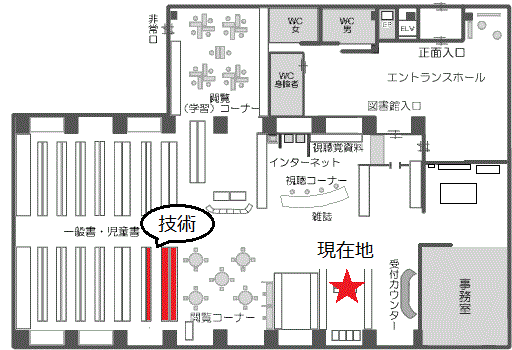 非常口
WC
女
WC
男
EB
ELV
正面入口
WC
身障者
エントランスホール
閲覧
(学習)コーナー
図書館入口
視聴覚資料
インターネット
視聴コーナー
雑誌
技術
一般書・児童書
現在地
受付カウンター
事務室
閲覧コーナー